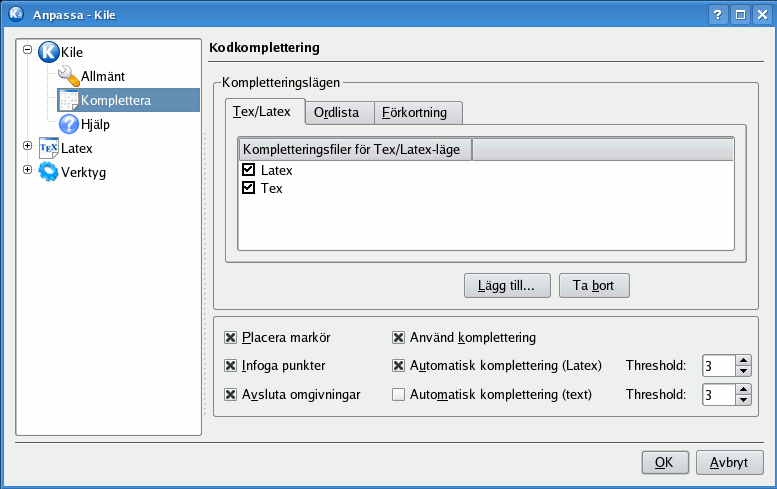 Anpassa - Kile
Kile
Allmänt
Komplettera
Hjälp
Latex
Verktyg
Kodkomplettering
Kompletteringslägen
Tex/Latex Ordlista Förkortning
Kompletteringsfiler för Tex/Latex-läge
Latex
Tex
Lägg till... Ta bort
Placera markör Använd komplettering
Infoga punkter Automatisk komplettering (Latex) Threshold: 3
Avsluta omgivningar Automatisk komplettering (text) Threshold: 3
OK Avbryt